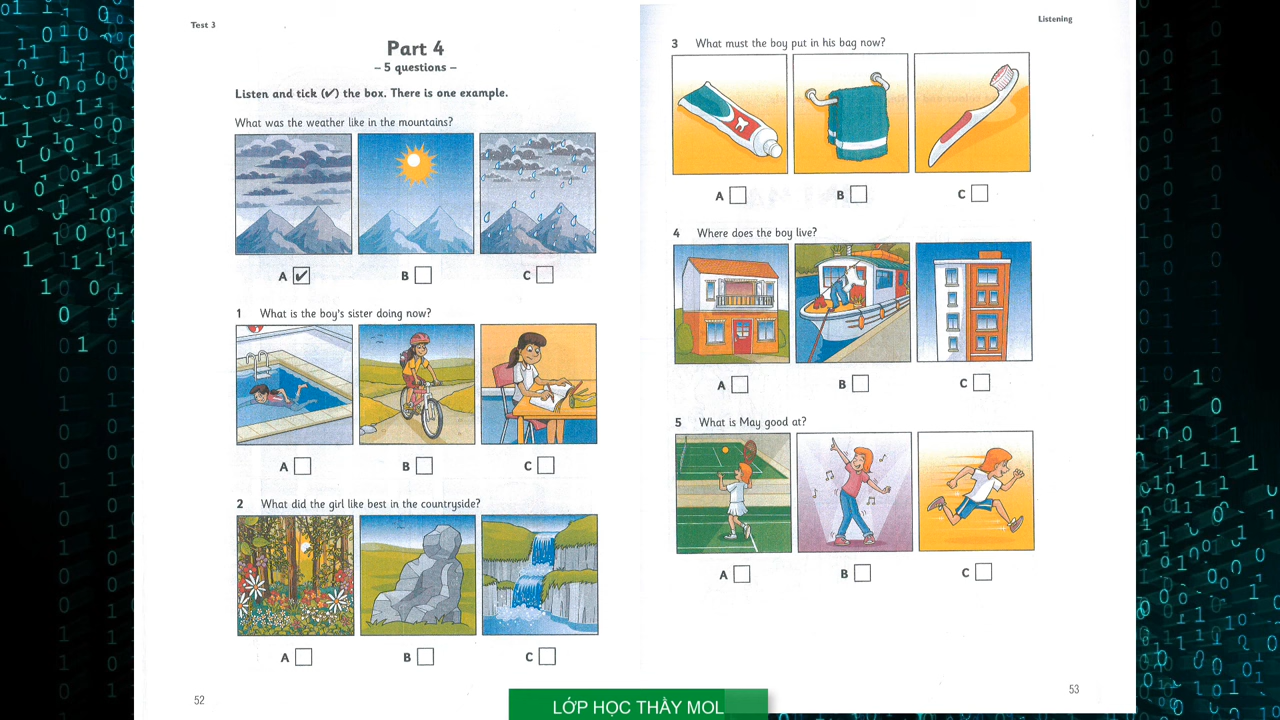 Test 3
Part 4
– 5 questions –
Listen and tick (✔) the box. There is one example.
What was the weather like in the mountains?
A ✔ B C
1 What is the boy's sister doing now?
A B C
2 What did the girl like best in the countryside?
A B C
52
Listening
3 What must the boy put in his bag now?
A B C
4 Where does the boy live?
A B C
5 What is May good at?
A B C
53
LỚP HỌC THẦY MOL